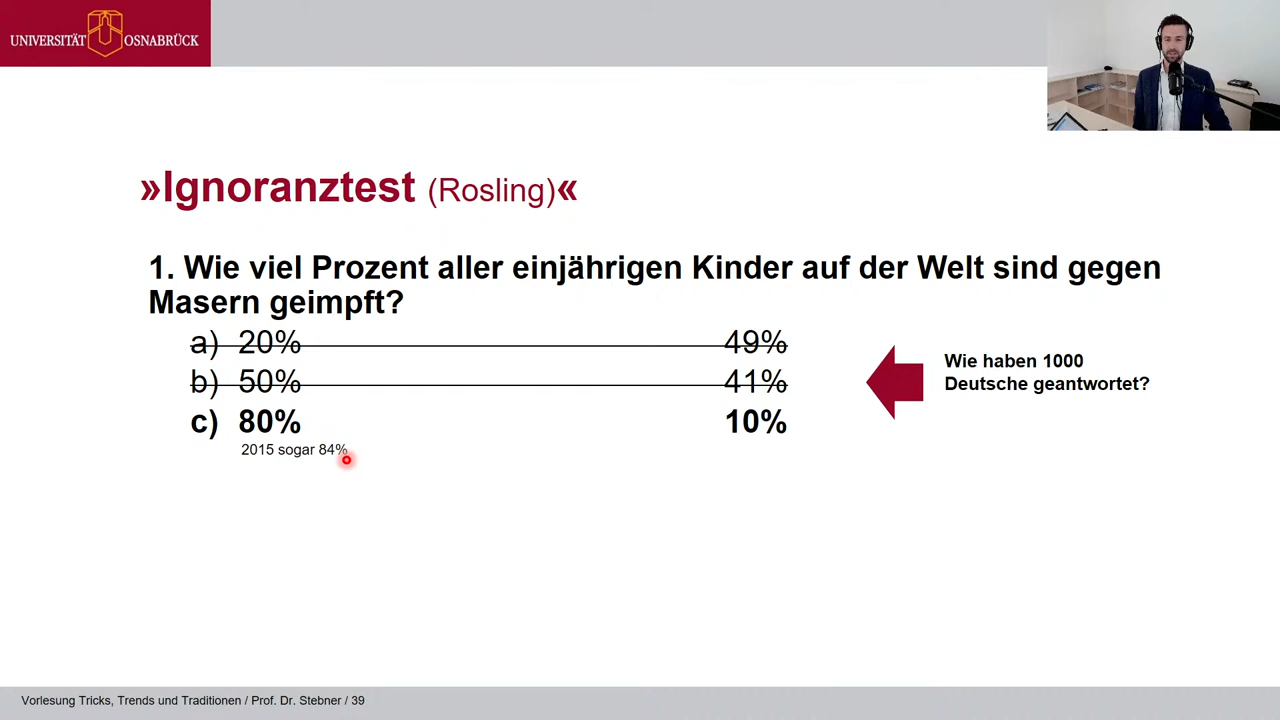 UNIVERSITÄT OSNABRÜCK
»Ignoranztest (Rosling)«
1. Wie viel Prozent aller einjährigen Kinder auf der Welt sind gegen
Masern geimpft?
a) 20% 49%
b) 50% 41%
c) 80% 10%
2015 sogar 84%
Wie haben 1000
Deutsche geantwortet?
Vorlesung Tricks, Trends und Traditionen / Prof. Dr. Stebner / 39